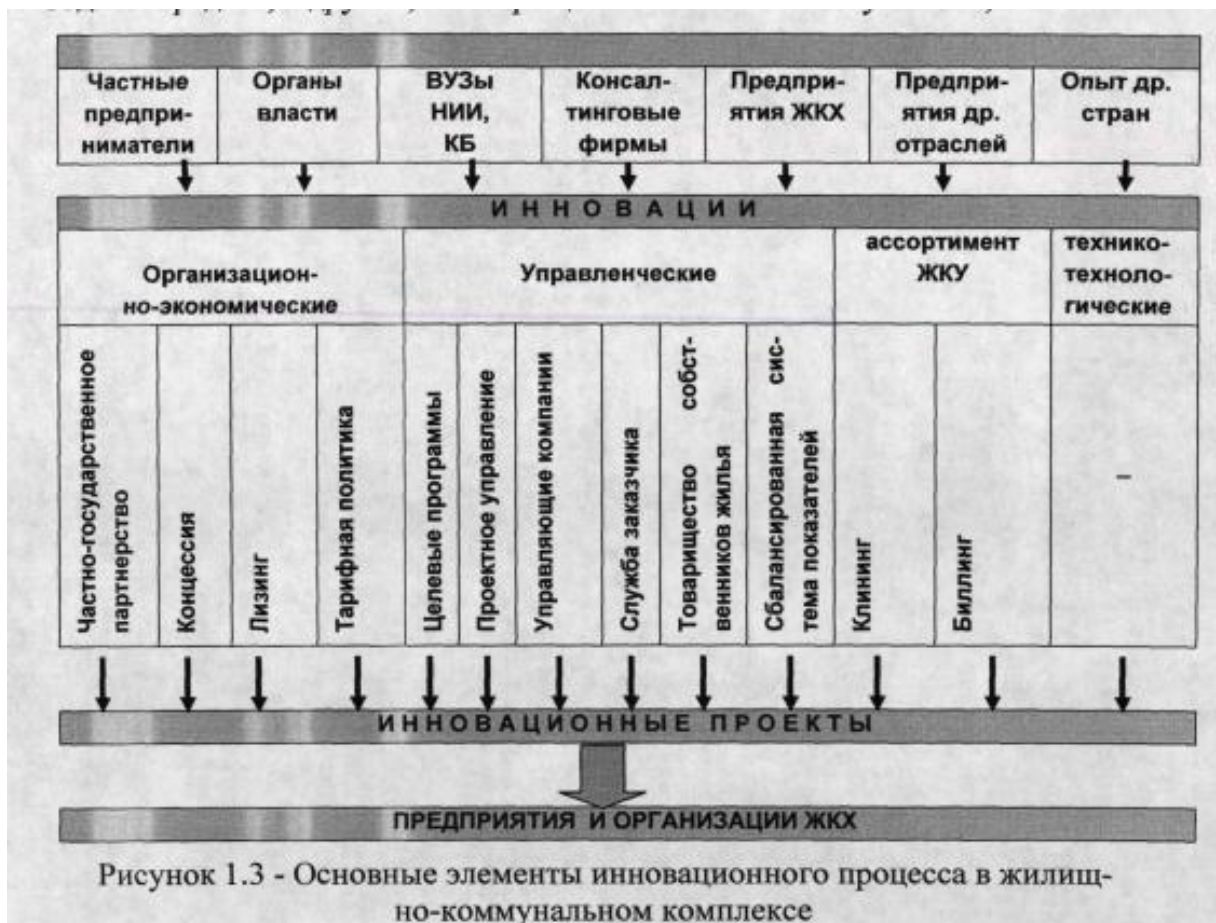 Частные
предпри-
ниматели
Органы
власти
ВУЗы
НИИ,
КБ
Консал-
тинговые
фирмы
Предпри-
ятия ЖКХ
Предпри-
ятия др.
отраслей
Опыт др.
стран
ИННОВАЦИИ
Организацион-
но-экономические
Управленческие
ассортимент
ЖКУ
технико-
техноло-
гические
Частно-государственное
партнерство
Концессия
Лизинг
Тарифная политика
Целевые программы
Проектное управление
Управляющие компании
Служба заказчика
Товарищество собст-
венников жилья
Сбалансированная сис-
тема показателей
Клининг
Биллинг
–
ИННОВАЦИОННЫЕ ПРОЕКТЫ
ПРЕДПРИЯТИЯ И ОРГАНИЗАЦИИ ЖКХ
Рисунок 1.3 - Основные элементы инновационного процесса в жилищ-
но-коммунальном комплексе